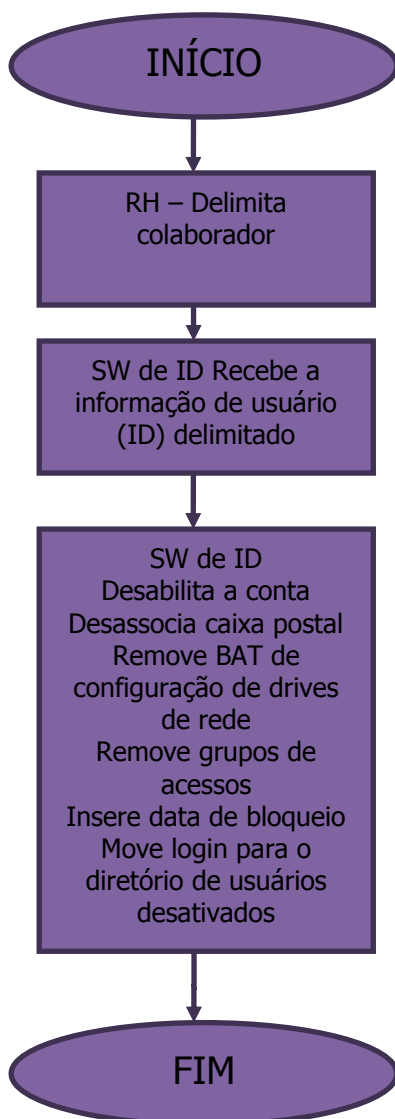 INÍCIO
RH – Delimita
colaborador
SW de ID Recebe a
informação de usuário
(ID) delimitado
SW de ID
Desabilita a conta
Desassocia caixa postal
Remove BAT de
configuração de drives
de rede
Remove grupos de
acessos
Insere data de bloqueio
Move login para o
diretório de usuários
desativados
FIM